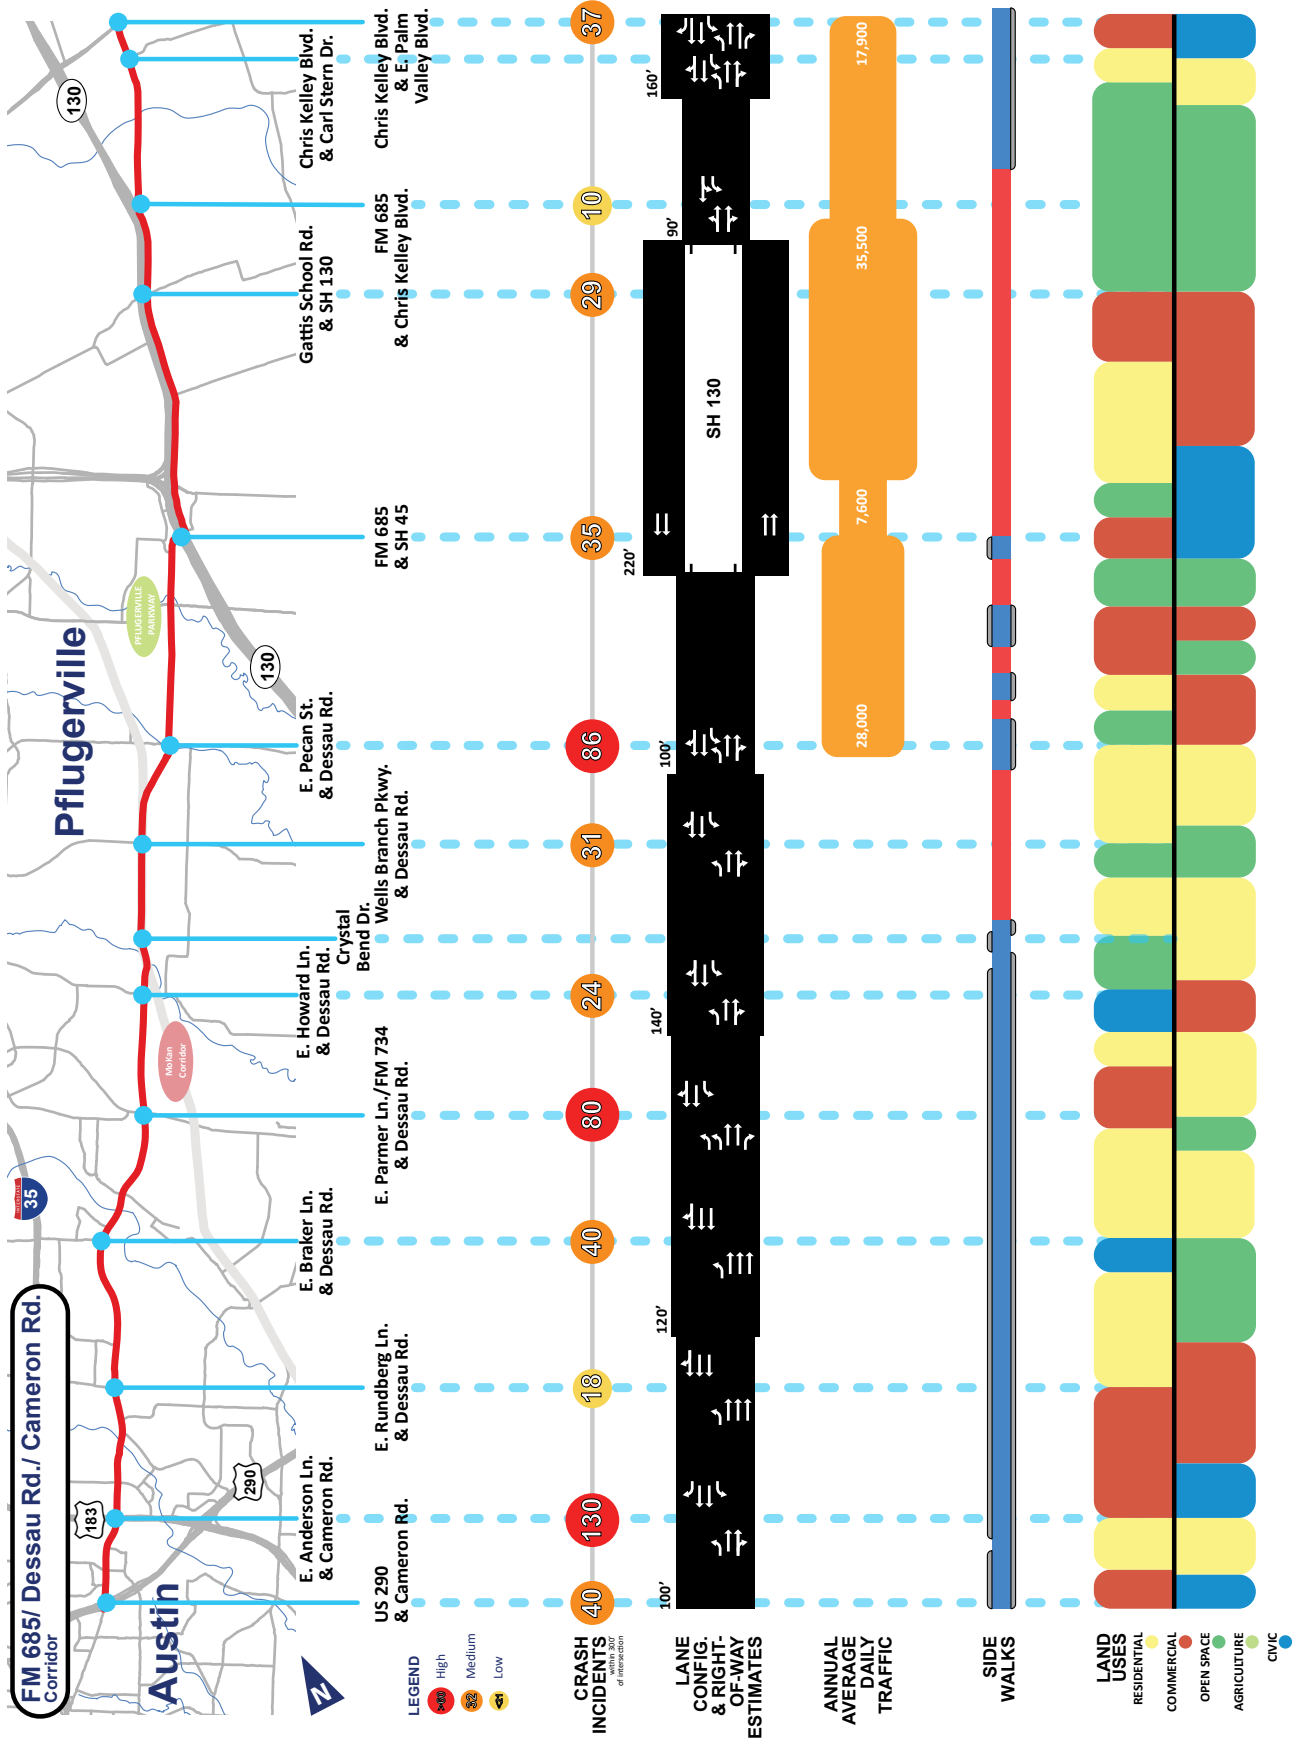 FM 685/ Dessau Rd./ Cameron Rd.
Corridor
Austin
Pflugerville
183
290
INTERSTATE
35
130
130
MoKan
Corridor
PFLUGERVILLE
PARKWAY
N
US 290
& Cameron Rd.
E. Anderson Ln.
& Cameron Rd.
E. Rundberg Ln.
& Dessau Rd.
E. Braker Ln.
& Dessau Rd.
E. Parmer Ln./FM 734
& Dessau Rd.
E. Howard Ln.
& Dessau Rd.
Crystal
Bend Dr.
Wells Branch Pkwy.
& Dessau Rd.
E. Pecan St.
& Dessau Rd.
FM 685
& SH 45
Gattis School Rd.
& SH 130
FM 685
& Chris Kelley Blvd.
Chris Kelley Blvd.
& Carl Stern Dr.
Chris Kelley Blvd.
& E. Palm
Valley Blvd.
LEGEND
>60 High
32 Medium
<21 Low
CRASH
INCIDENTS
within 300'
of intersection
40
130
18
40
80
24
31
86
35
29
10
37
LANE
CONFIG.
& RIGHT-
OF-WAY
ESTIMATES
100'
120'
140'
100'
220'
SH 130
90'
160'
ANNUAL
AVERAGE
DAILY
TRAFFIC
28,000
7,600
35,500
17,900
SIDE
WALKS
LAND
USES
RESIDENTIAL
COMMERCIAL
OPEN SPACE
AGRICULTURE
CIVIC